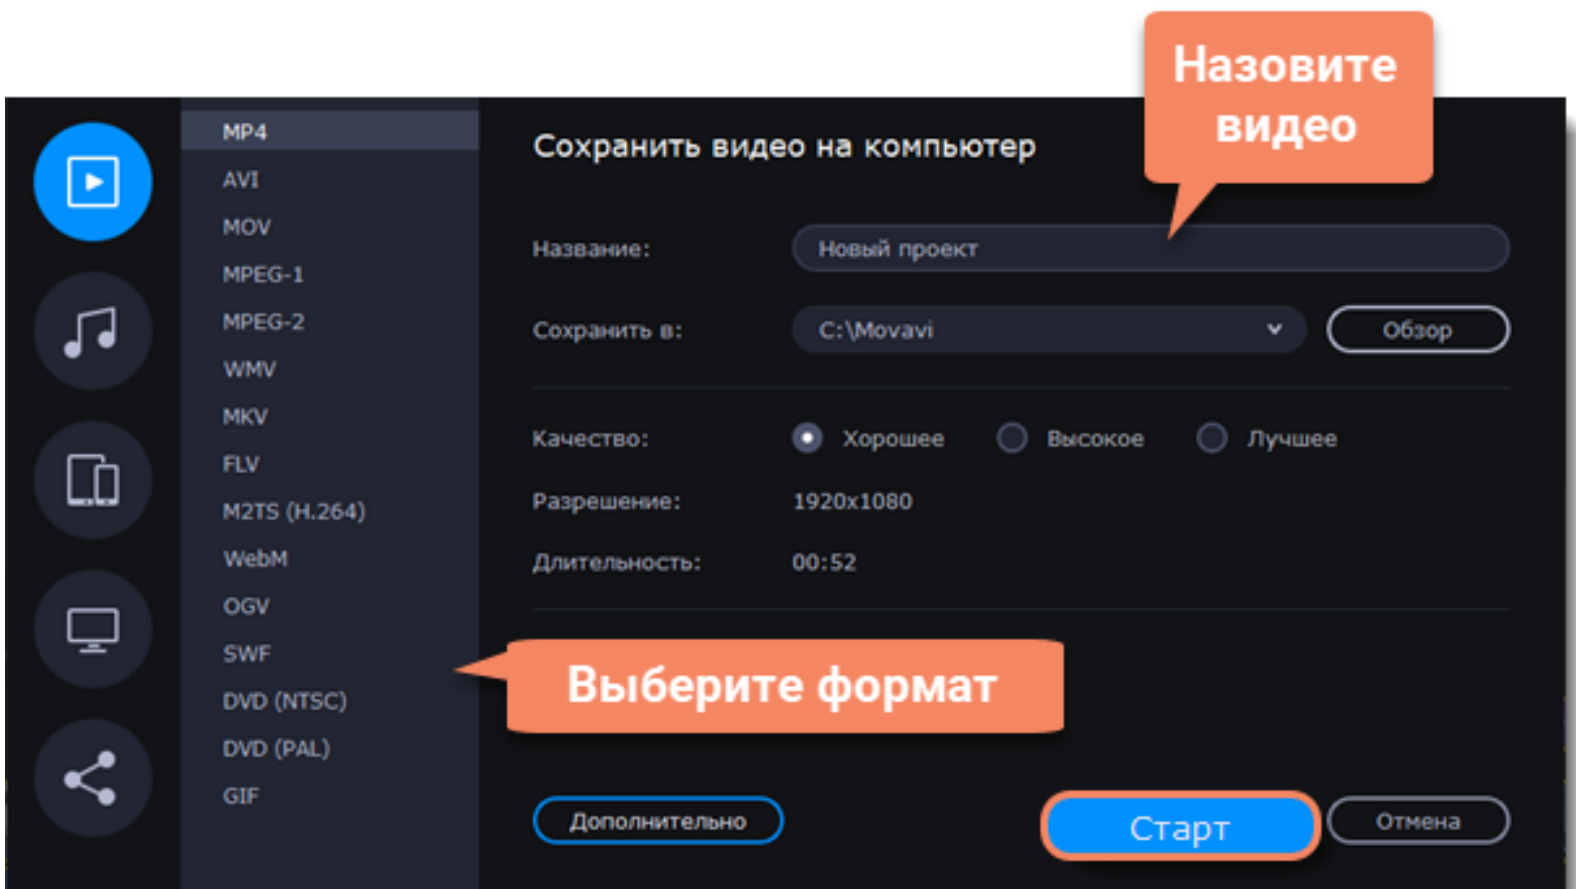 Назовите
видео
MP4
AVI
MOV
MPEG-1
MPEG-2
WMV
MKV
FLV
M2TS (H.264)
WebM
OGV
SWF
DVD (NTSC)
DVD (PAL)
GIF
Сохранить видео на компьютер
Название: Новый проект
Сохранить в: C:\Movavi Обзор
Качество: Хорошее Высокое Лучшее
Разрешение: 1920x1080
Длительность: 00:52
Выберите формат
Дополнительно Старт Отмена